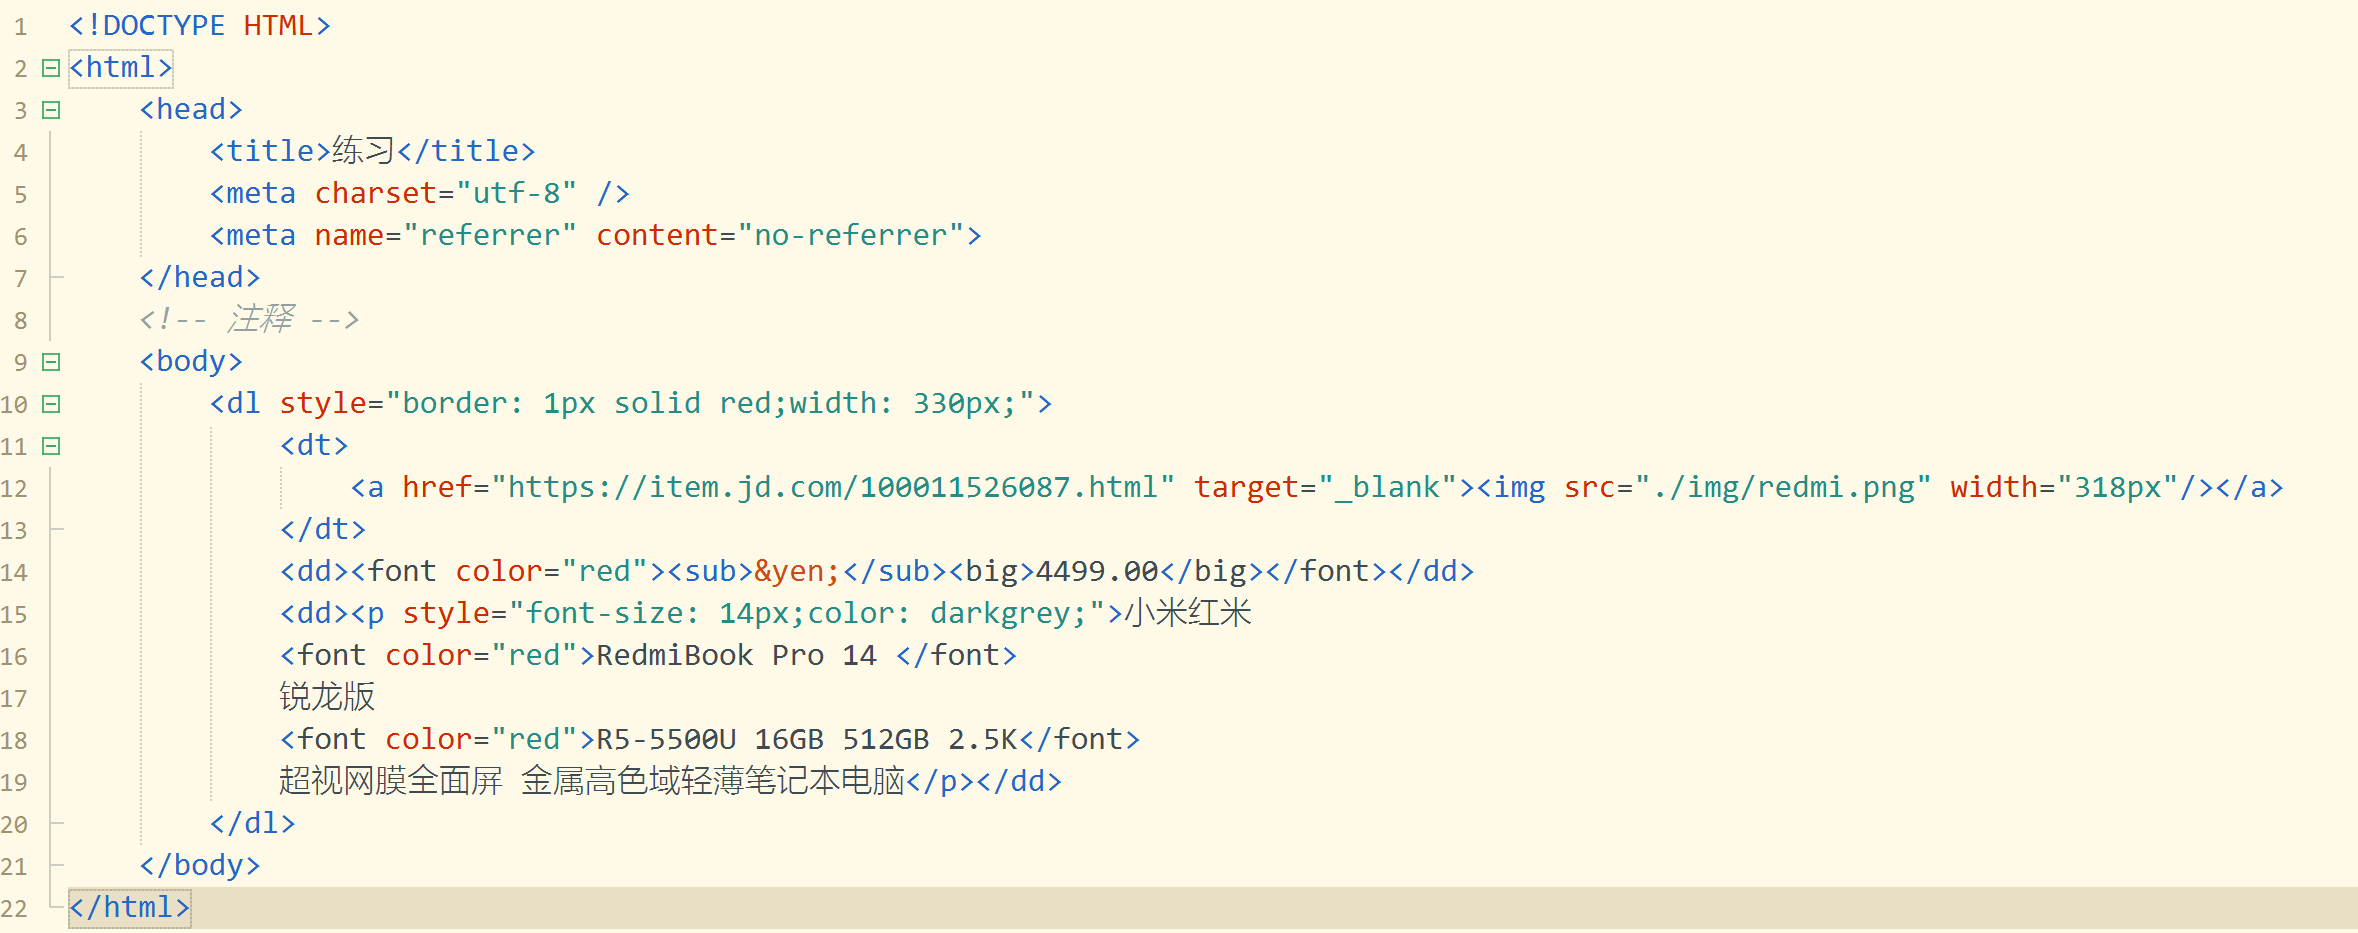 1 <!DOCTYPE HTML>
2 <html>
3 <head>
4 <title>练习</title>
5 <meta charset="utf-8" />
6 <meta name="referrer" content="no-referrer">
7 </head>
8 <!-- 注释 -->
9 <body>
10 <dl style="border: 1px solid red;width: 330px;">
11 <dt>
12 <a href="https://item.jd.com/100011526087.html" target="_blank"><img src="./img/redmi.png" width="318px"/></a>
13 </dt>
14 <dd><font color="red"><sub>&yen;</sub><big>4499.00</big></font></dd>
15 <dd><p style="font-size: 14px;color: darkgrey;">小米红米
16 <font color="red">RedmiBook Pro 14 </font>
17 锐龙版
18 <font color="red">R5-5500U 16GB 512GB 2.5K</font>
19 超视网膜全面屏 金属高色域轻薄笔记本电脑</p></dd>
20 </dl>
21 </body>
22 </html>